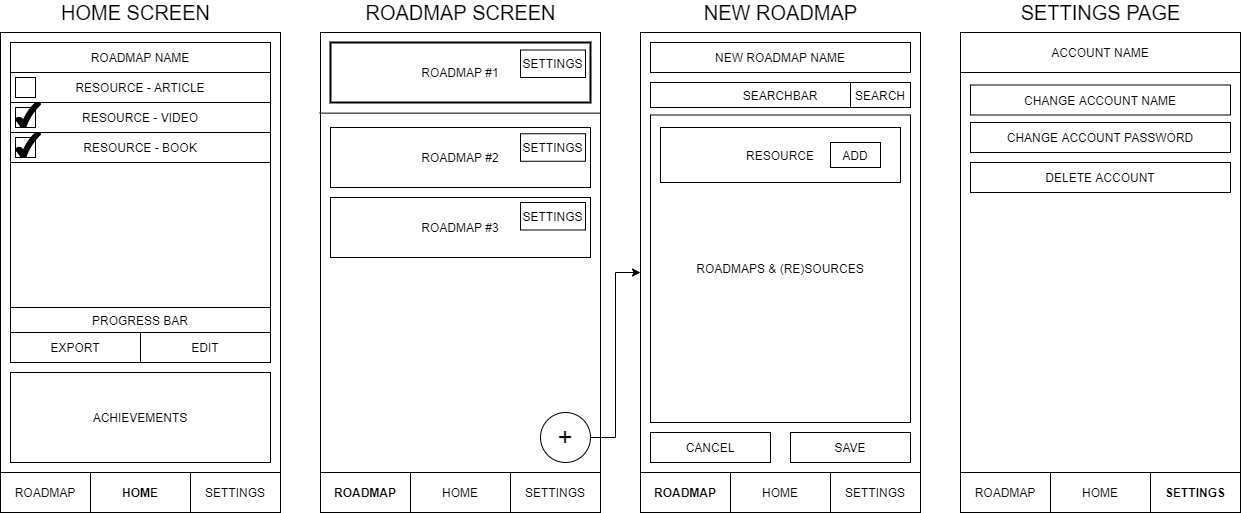 HOME SCREEN
ROADMAP NAME
RESOURCE - ARTICLE
RESOURCE - VIDEO
RESOURCE - BOOK
PROGRESS BAR
EXPORT EDIT
ACHIEVEMENTS
ROADMAP HOME SETTINGS
ROADMAP SCREEN
SETTINGS
ROADMAP #1
SETTINGS
ROADMAP #2
SETTINGS
ROADMAP #3
+
ROADMAP HOME SETTINGS
NEW ROADMAP
NEW ROADMAP NAME
SEARCHBAR SEARCH
RESOURCE ADD
ROADMAPS & (RE)SOURCES
CANCEL SAVE
ROADMAP HOME SETTINGS
SETTINGS PAGE
ACCOUNT NAME
CHANGE ACCOUNT NAME
CHANGE ACCOUNT PASSWORD
DELETE ACCOUNT
ROADMAP HOME SETTINGS